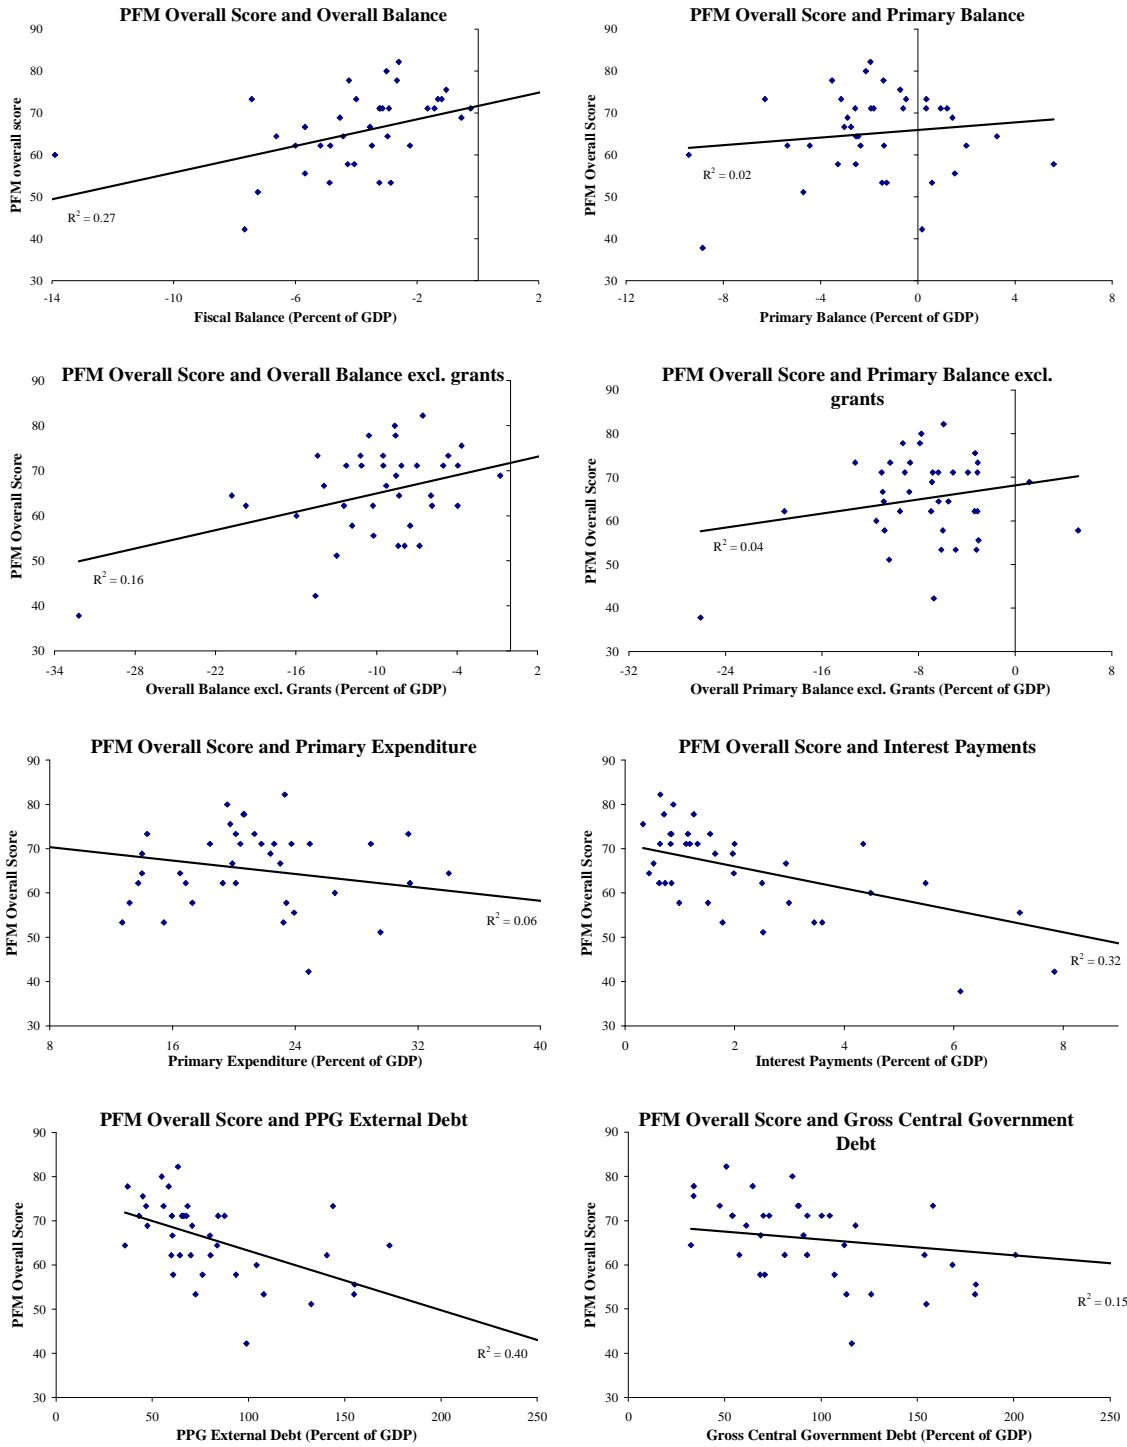 PFM Overall Score and Overall Balance
90
80
70
60
50
40
30
PFM overall score
R² = 0.27
-14 -10 -6 -2 2
Fiscal Balance (Percent of GDP)
PFM Overall Score and Primary Balance
90
80
70
60
50
40
30
PFM Overall Score
R² = 0.02
-12 -8 -4 0 4 8
Primary Balance (Percent of GDP)
PFM Overall Score and Overall Balance excl. grants
90
80
70
60
50
40
30
PFM overall score
R² = 0.16
-34 -28 -22 -16 -10 -4 2
Overall Balance excl. Grants (Percent of GDP)
PFM Overall Score and Primary Balance excl.
grants
90
80
70
60
50
40
30
PFM Overall Score
R² = 0.04
-32 -24 -16 -8 0 8
Overall Primary Balance excl. Grants (Percent of GDP)
PFM Overall Score and Primary Expenditure
90
80
70
60
50
40
30
PFM Overall Score
R² = 0.06
8 16 24 32 40
Primary Expenditure (Percent of GDP)
PFM Overall Score and Interest Payments
90
80
70
60
50
40
30
PFM Overall Score
R² = 0.32
0 2 4 6 8
Interest Payments (Percent of GDP)
PFM Overall Score and PPG External Debt
90
80
70
60
50
40
30
PFM Overall Score
R² = 0.40
0 50 100 150 200 250
PPG External Debt (Percent of GDP)
PFM Overall Score and Gross Central Government
Debt
90
80
70
60
50
40
30
PFM Overall Score
R² = 0.15
0 50 100 150 200 250
Gross Central Government Debt (Percent of GDP)